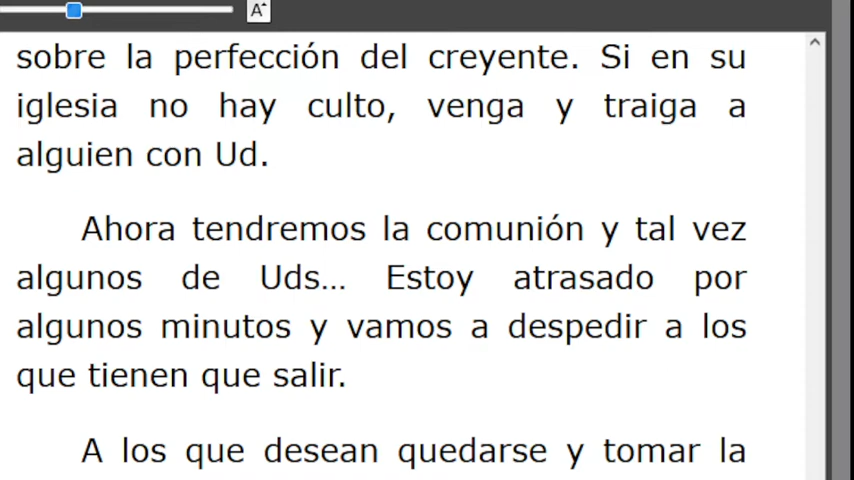 A
sobre la perfección del creyente. Si en su
iglesia no hay culto, venga y traiga a
alguien con Ud.
Ahora tendremos la comunión y tal vez
algunos de Uds... Estoy atrasado por
algunos minutos y vamos a despedir a los
que tienen que salir.
A los que desean quedarse y tomar la